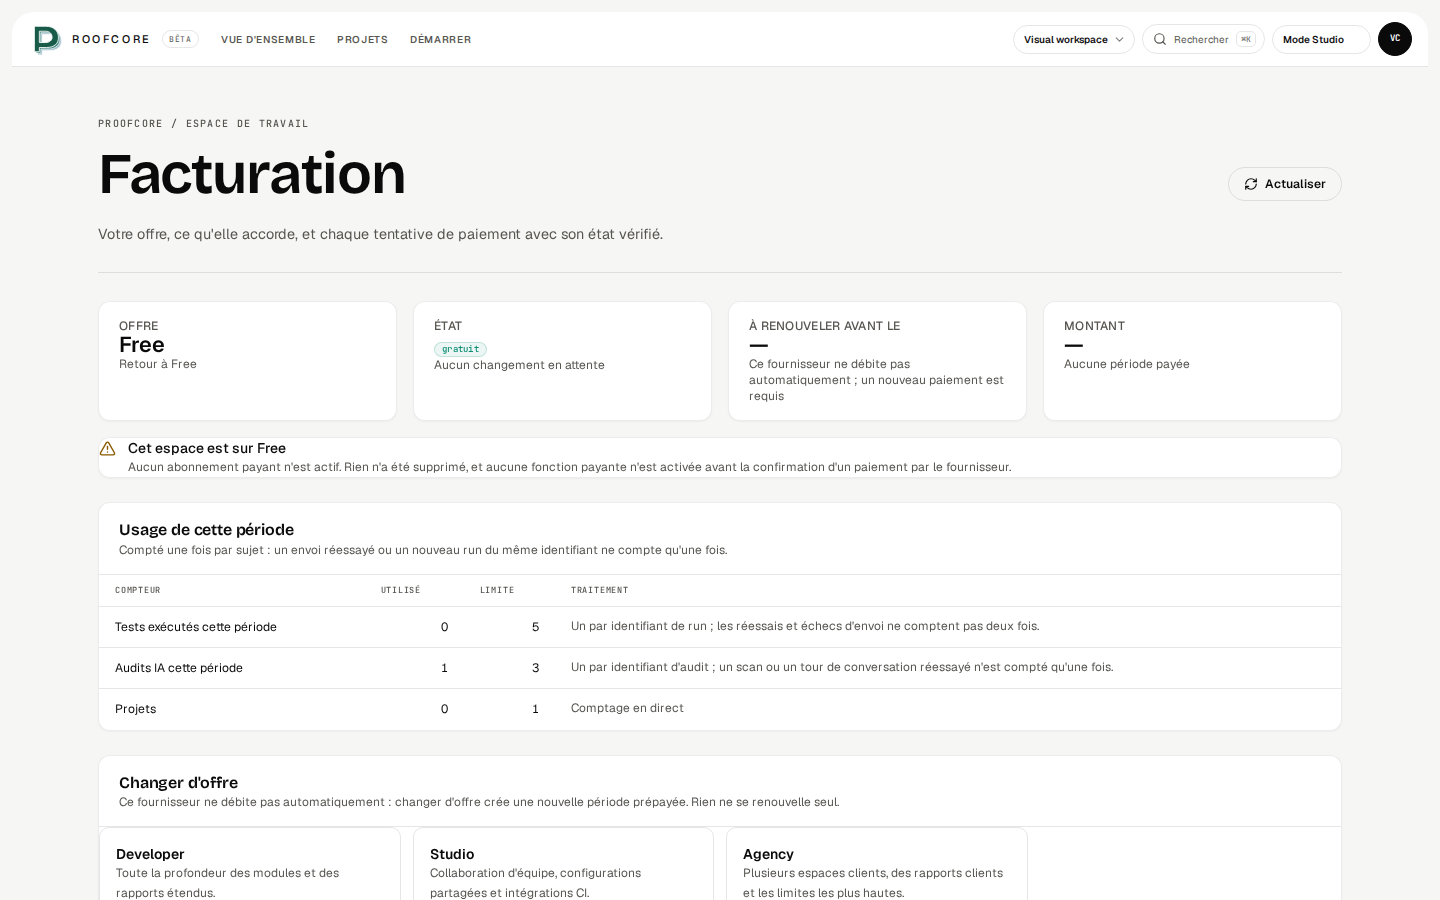 ROOFCORE
BÊTA
VUE D'ENSEMBLE
PROJETS
DÉMARRER
Visual workspace
Rechercher
⌘K
Mode Studio
VC
PROOFCORE / ESPACE DE TRAVAIL
Facturation
Actualiser
Votre offre, ce qu'elle accorde, et chaque tentative de paiement avec son état vérifié.
OFFRE
Free
Retour à Free
ÉTAT
gratuit
Aucun changement en attente
À RENOUVELER AVANT LE
—
Ce fournisseur ne débite pas
automatiquement ; un nouveau paiement est
requis
MONTANT
—
Aucune période payée
Cet espace est sur Free
Aucun abonnement payant n'est actif. Rien n'a été supprimé, et aucune fonction payante n'est activée avant la confirmation d'un paiement par le fournisseur.
Usage de cette période
Compté une fois par sujet : un envoi réessayé ou un nouveau run du même identifiant ne compte qu'une fois.
COMPTEUR UTILISÉ LIMITE TRAITEMENT
Tests exécutés cette période 0 5 Un par identifiant de run ; les réessais et échecs d'envoi ne comptent pas deux fois.
Audits IA cette période 1 3 Un par identifiant d'audit ; un scan ou un tour de conversation réessayé n'est compté qu'une fois.
Projets 0 1 Comptage en direct
Changer d'offre
Ce fournisseur ne débite pas automatiquement : changer d'offre crée une nouvelle période prépayée. Rien ne se renouvelle seul.
Developer
Toute la profondeur des modules et des
rapports étendus.
Studio
Collaboration d'équipe, configurations
partagées et intégrations CI.
Agency
Plusieurs espaces clients, des rapports clients
et les limites les plus hautes.